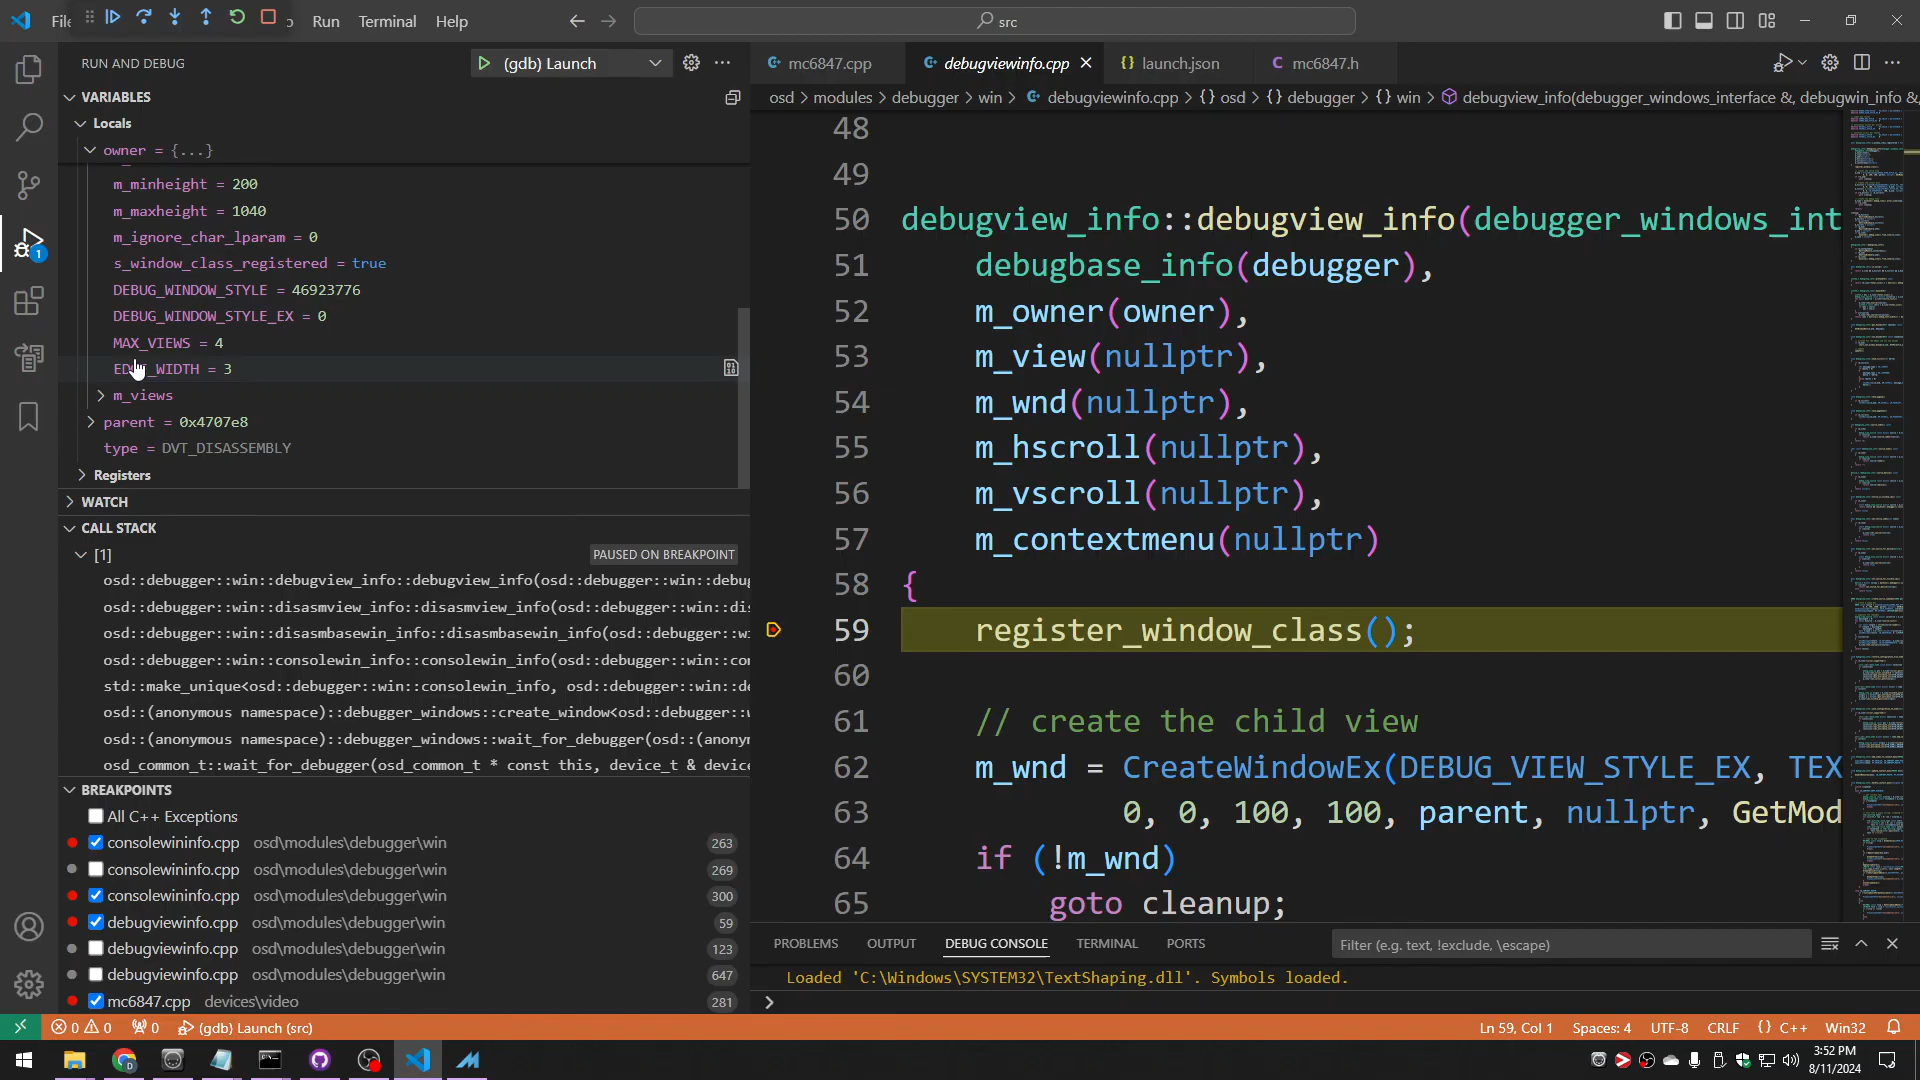 File
Run
Terminal
Help
src
RUN AND DEBUG
(gdb) Launch
mc6847.cpp
debugviewinfo.cpp
launch.json
mc6847.h
osd > modules > debugger > win > debugviewinfo.cpp > {} osd > {} debugger > {} win > debugview_info(debugger_windows_interface &, debugwin_info &,
VARIABLES
Locals
owner = {...}
m_minheight = 200
m_maxheight = 1040
m_ignore_char_lparam = 0
s_window_class_registered = true
DEBUG_WINDOW_STYLE = 46923776
DEBUG_WINDOW_STYLE_EX = 0
MAX_VIEWS = 4
EDGE_WIDTH = 3
m_views
parent = 0x4707e8
type = DVT_DISASSEMBLY
Registers
WATCH
CALL STACK
[1]
PAUSED ON BREAKPOINT
osd::debugger::win::debugview_info::debugview_info(osd::debugger::win::debug
osd::debugger::win::disasmview_info::disasmview_info(osd::debugger::win::dis
osd::debugger::win::disasmbasewin_info::disasmbasewin_info(osd::debugger::wi
osd::debugger::win::consolewin_info::consolewin_info(osd::debugger::win::con
std::make_unique<osd::debugger::win::consolewin_info, osd::debugger::win::de
osd::(anonymous namespace)::debugger_windows::create_window<osd::debugger::w
osd::(anonymous namespace)::debugger_windows::wait_for_debugger(osd::(anonym
osd_common_t::wait_for_debugger(osd_common_t * const this, device_t & device
BREAKPOINTS
All C++ Exceptions
consolewininfo.cpp osd\modules\debugger\win 263
consolewininfo.cpp osd\modules\debugger\win 269
consolewininfo.cpp osd\modules\debugger\win 300
debugviewinfo.cpp osd\modules\debugger\win 59
debugviewinfo.cpp osd\modules\debugger\win 123
debugviewinfo.cpp osd\modules\debugger\win 647
mc6847.cpp devices\video 281
48
49
50 debugview_info::debugview_info(debugger_windows_int
51 debugbase_info(debugger),
52 m_owner(owner),
53 m_view(nullptr),
54 m_wnd(nullptr),
55 m_hscroll(nullptr),
56 m_vscroll(nullptr),
57 m_contextmenu(nullptr)
58 {
59 register_window_class();
60
61 // create the child view
62 m_wnd = CreateWindowEx(DEBUG_VIEW_STYLE_EX, TEX
63 0, 0, 100, 100, parent, nullptr, GetMod
64 if (!m_wnd)
65 goto cleanup;
PROBLEMS
OUTPUT
DEBUG CONSOLE
TERMINAL
PORTS
Filter (e.g. text, !exclude, \escape)
Loaded 'C:\Windows\SYSTEM32\TextShaping.dll'. Symbols loaded.
0 0
0
(gdb) Launch (src)
Ln 59, Col 1
Spaces: 4
UTF-8
CRLF
{} C++
Win32
3:52 PM
8/11/2024